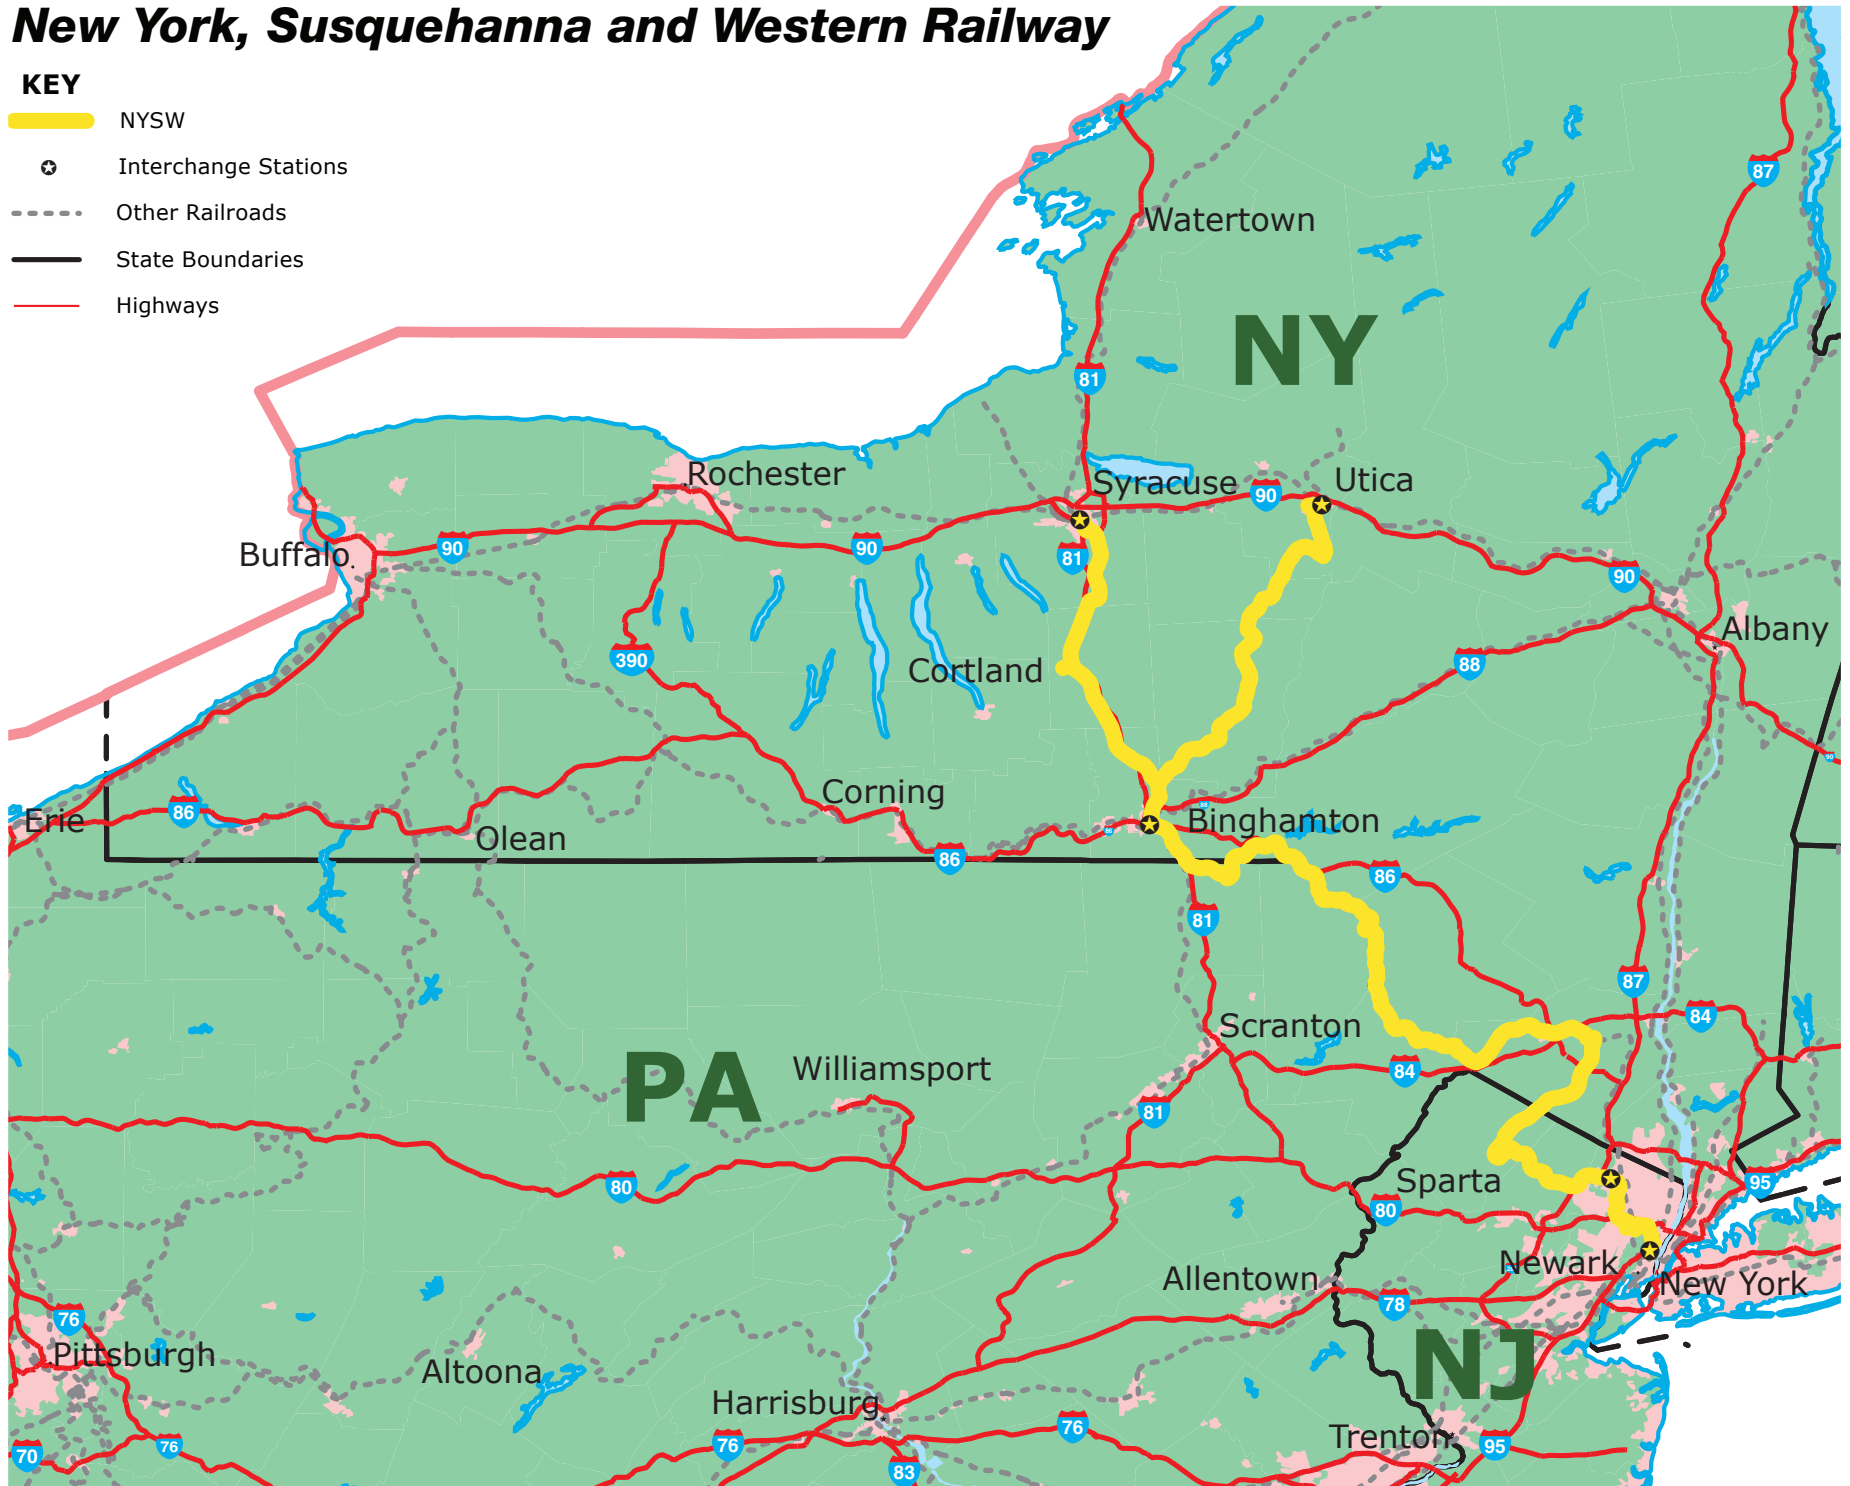 New York, Susquehanna and Western Railway
KEY
NYSW
Interchange Stations
Other Railroads
State Boundaries
Highways
87
Watertown
NY
81
Rochester
Syracuse
90
Utica
Buffalo
90
90
81
90
390
Cortland
88
Albany
90
Corning
88
86
Erie
Olean
88
Binghamton
86
86
81
87
84
Scranton
PA
Williamsport
84
81
80
Sparta
80
95
Allentown
Newark
New York
78
76
Pittsburgh
Altoona
NJ
Harrisburg
76
76
Trenton
95
70
76
83